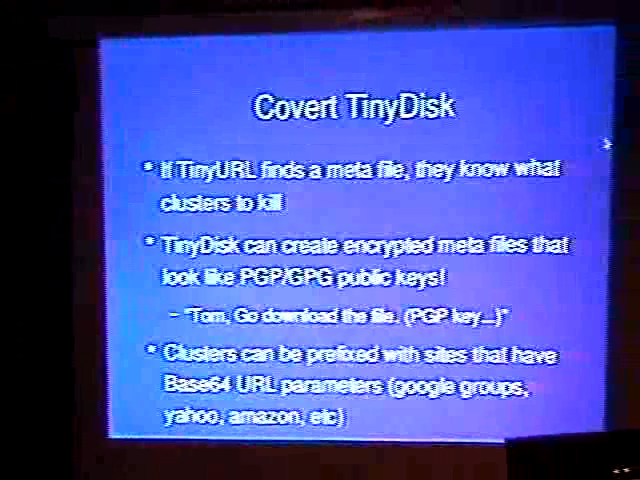 Covert TinyDisk
• If TinyURL finds a meta file, they know what
clusters to kill
• TinyDisk can create encrypted meta files that
look like PGP/GPG public keys!
– "Tom, Go download the file. (PGP key...)"
• Clusters can be prefixed with sites that have
Base64 URL parameters (google groups,
yahoo, amazon, etc)